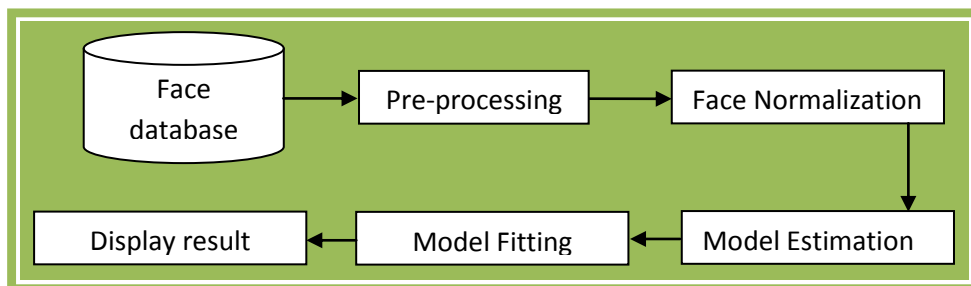 Face
database
Pre-processing
Face Normalization
Model Estimation
Model Fitting
Display result